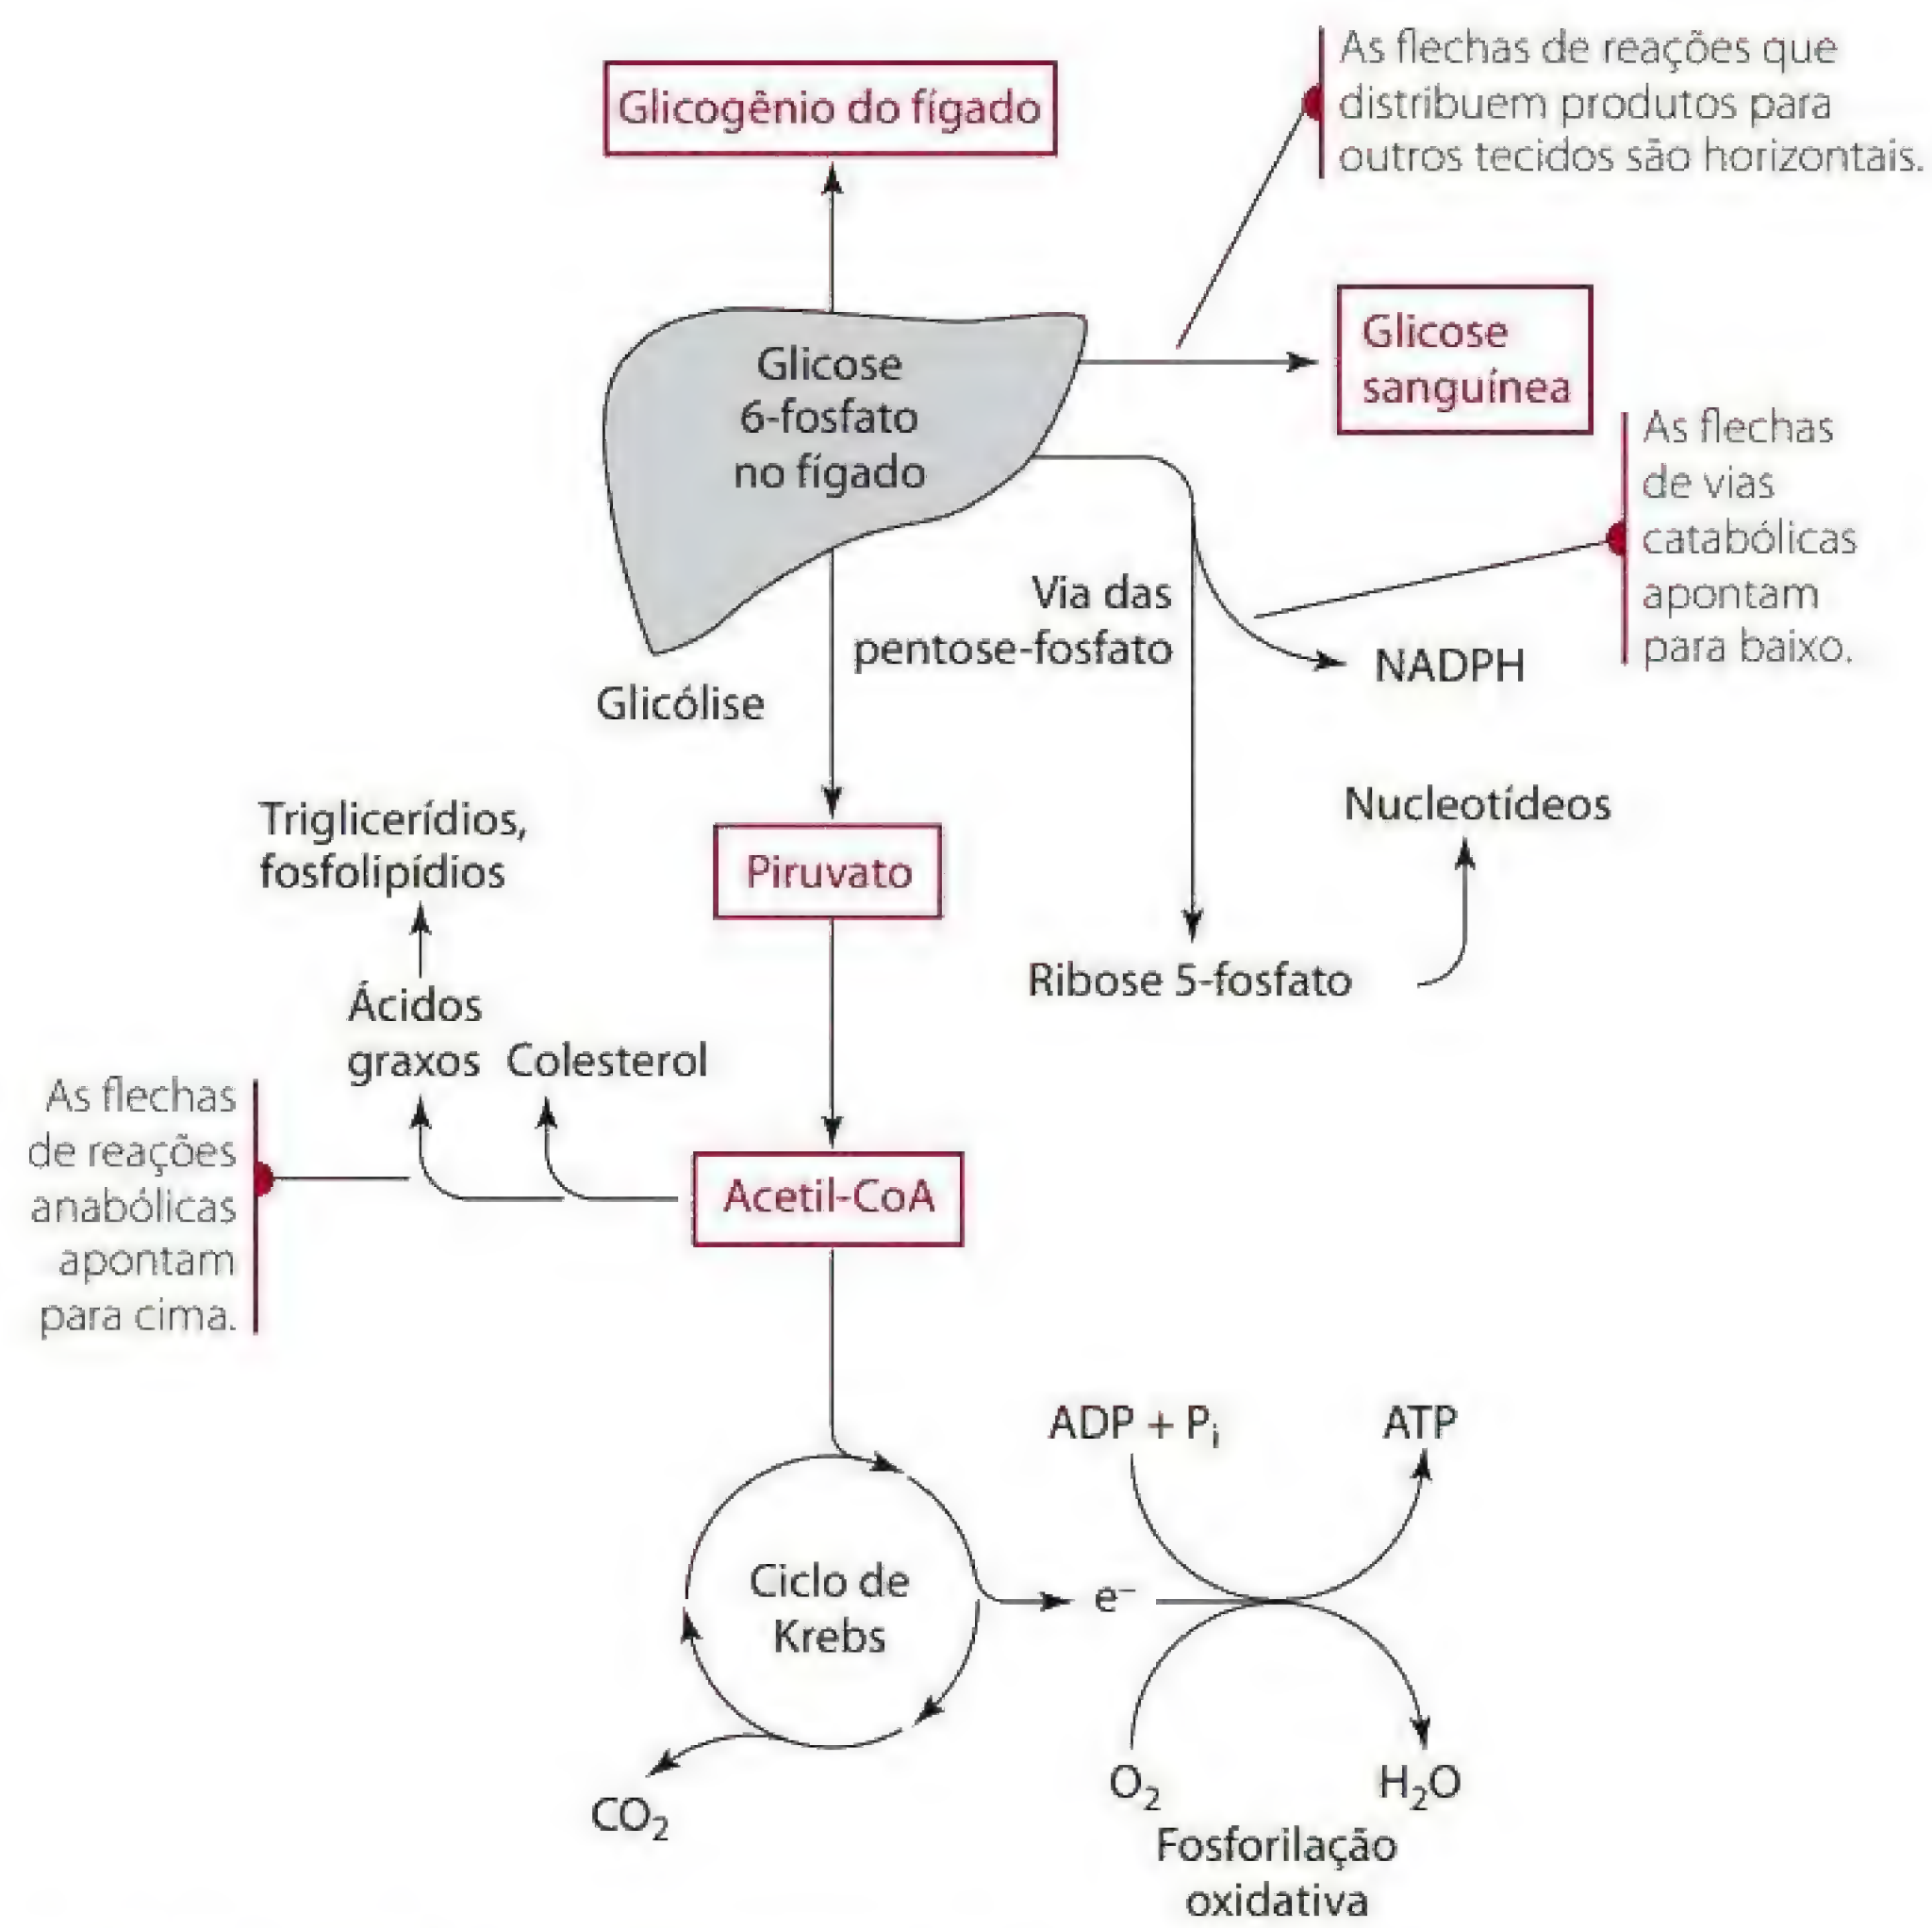 Glicogênio do fígado
As flechas de reações que
distribuem produtos para
outros tecidos são horizontais.
Glicose
6-fosfato
no fígado
Glicose
sanguínea
As flechas
de vias
catabólicas
apontam
para baixo.
Via das
pentose-fosfato
NADPH
Glicólise
Triglicerídios,
fosfolipídios
Piruvato
Nucleotídeos
Ribose 5-fosfato
Ácidos
graxos
Colesterol
As flechas
de reações
anabólicas
apontam
para cima.
Acetil-CoA
ADP + Pᵢ
ATP
Ciclo de
Krebs
e⁻
CO₂
O₂
H₂O
Fosforilação
oxidativa